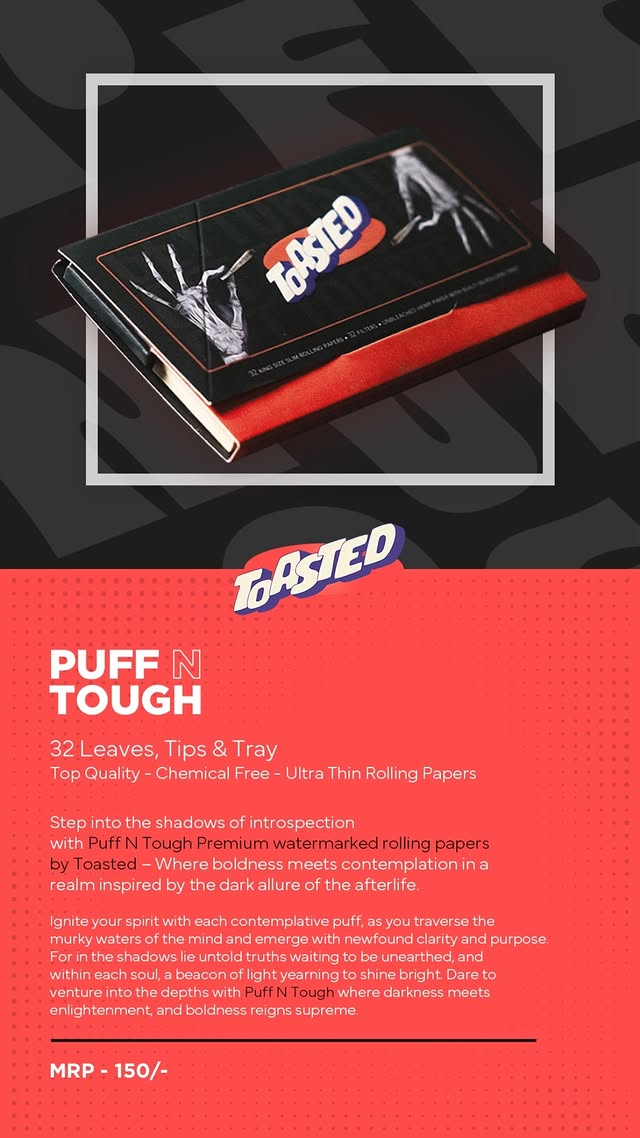 TOASTED
32 KING SIZE SLIM ROLLING PAPERS • 32 FILTERS • UNBLEACHED HEMP PAPER WITH BUILT-IN ROLLING TRAY
TOASTED
PUFF N
TOUGH
32 Leaves, Tips & Tray
Top Quality - Chemical Free - Ultra Thin Rolling Papers
Step into the shadows of introspection
with Puff N Tough Premium watermarked rolling papers
by Toasted – Where boldness meets contemplation in a
realm inspired by the dark allure of the afterlife.
Ignite your spirit with each contemplative puff, as you traverse the
murky waters of the mind and emerge with newfound clarity and purpose.
For in the shadows lie untold truths waiting to be unearthed, and
within each soul, a beacon of light yearning to shine bright. Dare to
venture into the depths with Puff N Tough where darkness meets
enlightenment, and boldness reigns supreme.
MRP - 150/-